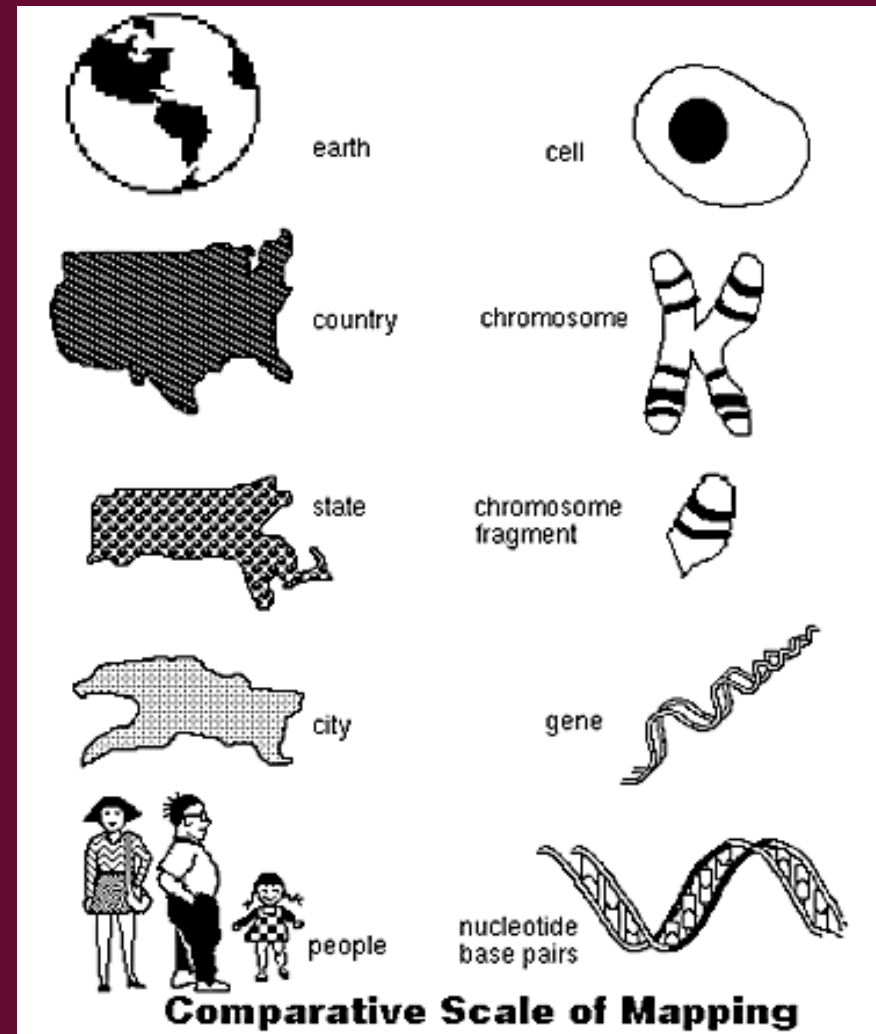 earth
cell
country
chromosome
state
chromosome
fragment
city
gene
people
nucleotide
base pairs
Comparative Scale of Mapping